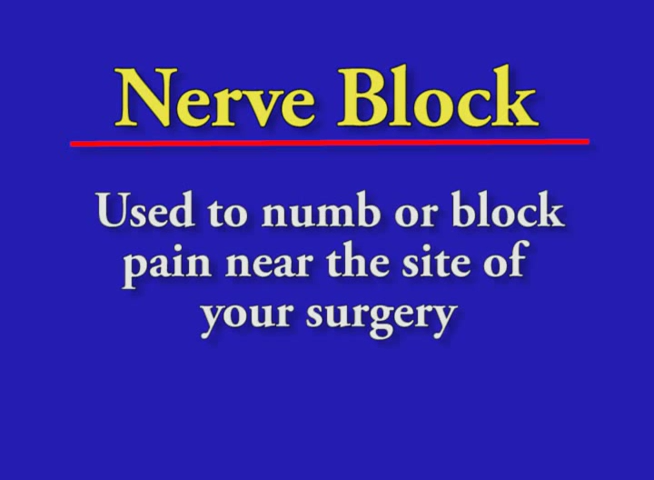 Nerve Block
Used to numb or block
pain near the site of
your surgery